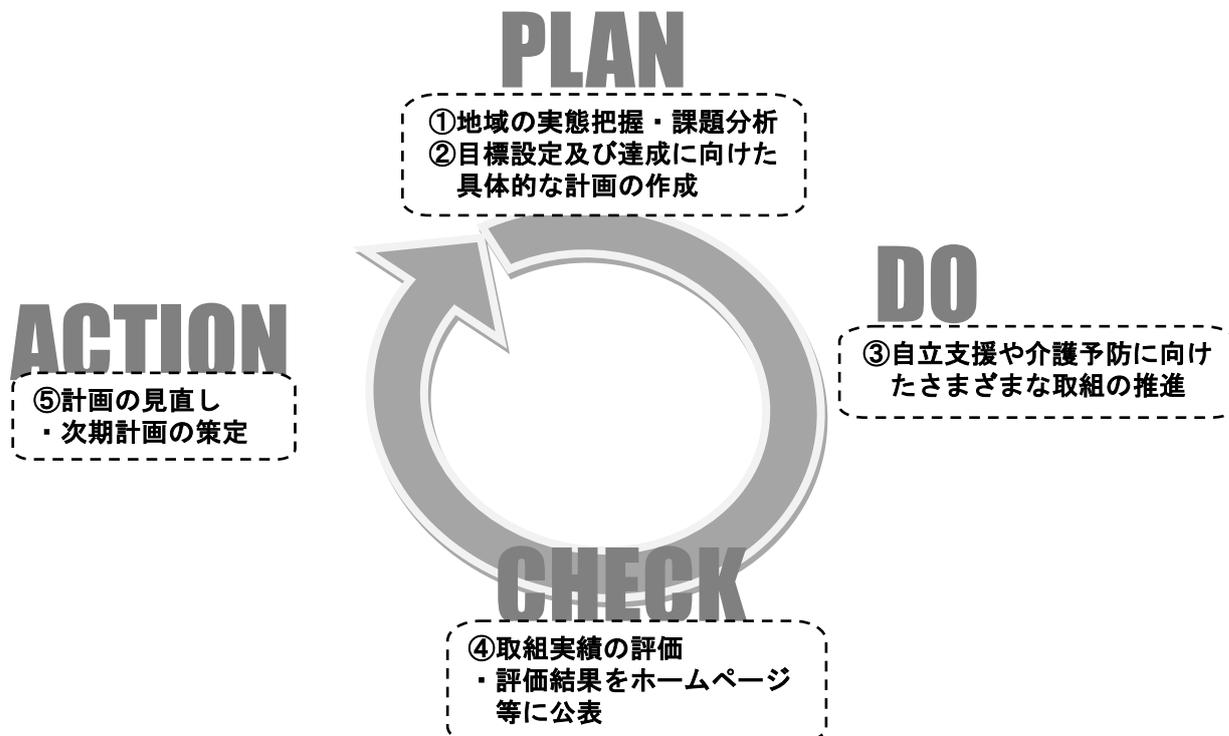 PLAN
①地域の実態把握・課題分析
②目標設定及び達成に向けた
具体的な計画の作成
DO
③自立支援や介護予防に向け
たさまざまな取組の推進
ACTION
⑤計画の見直し
・次期計画の策定
CHECK
④取組実績の評価
・評価結果をホームページ
等に公表